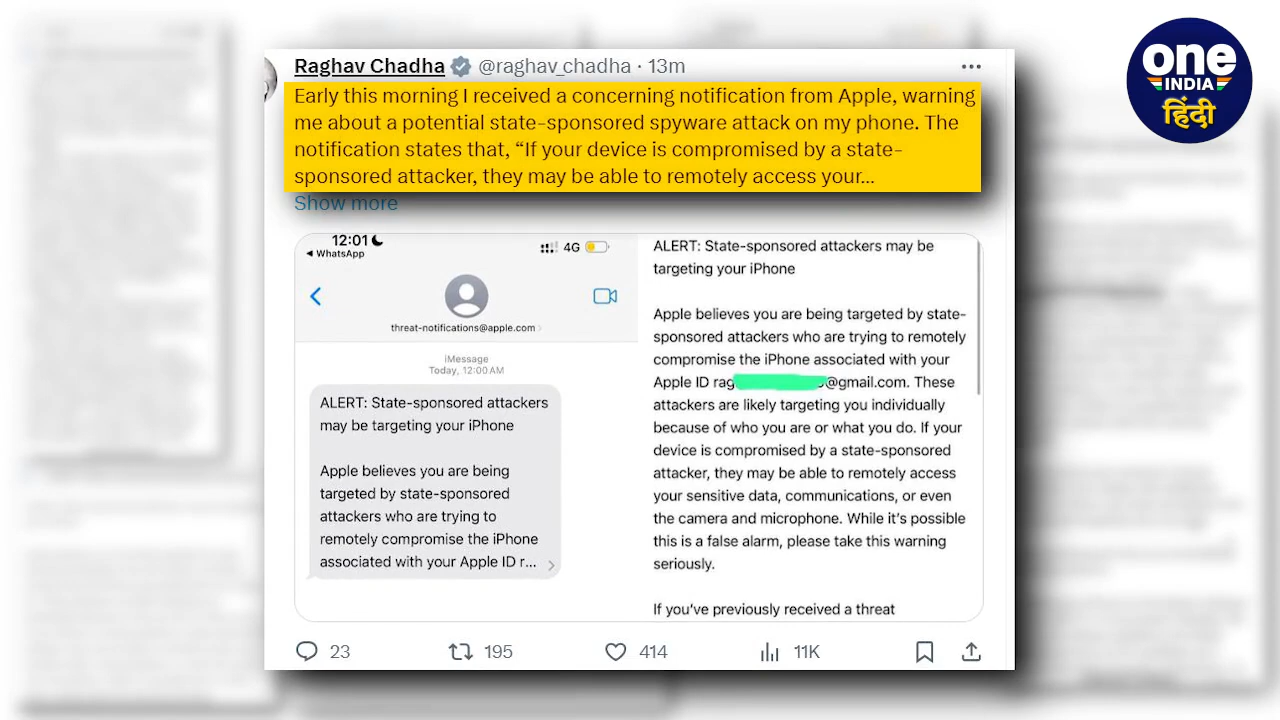 one
INDIA
हिंदी
Raghav Chadha @raghav_chadha · 13m
Early this morning I received a concerning notification from Apple, warning
me about a potential state-sponsored spyware attack on my phone. The
notification states that, “If your device is compromised by a state-
sponsored attacker, they may be able to remotely access your...
Show more
12:01 4G
◄ WhatsApp
threat-notifications@apple.com
iMessage
Today, 12:00 AM
ALERT: State-sponsored attackers
may be targeting your iPhone
Apple believes you are being
targeted by state-sponsored
attackers who are trying to
remotely compromise the iPhone
associated with your Apple ID r...
ALERT: State-sponsored attackers may be
targeting your iPhone
Apple believes you are being targeted by state-
sponsored attackers who are trying to remotely
compromise the iPhone associated with your
Apple ID rag @gmail.com. These
attackers are likely targeting you individually
because of who you are or what you do. If your
device is compromised by a state-sponsored
attacker, they may be able to remotely access
your sensitive data, communications, or even
the camera and microphone. While it’s possible
this is a false alarm, please take this warning
seriously.
If you’ve previously received a threat
23 195 414 11K